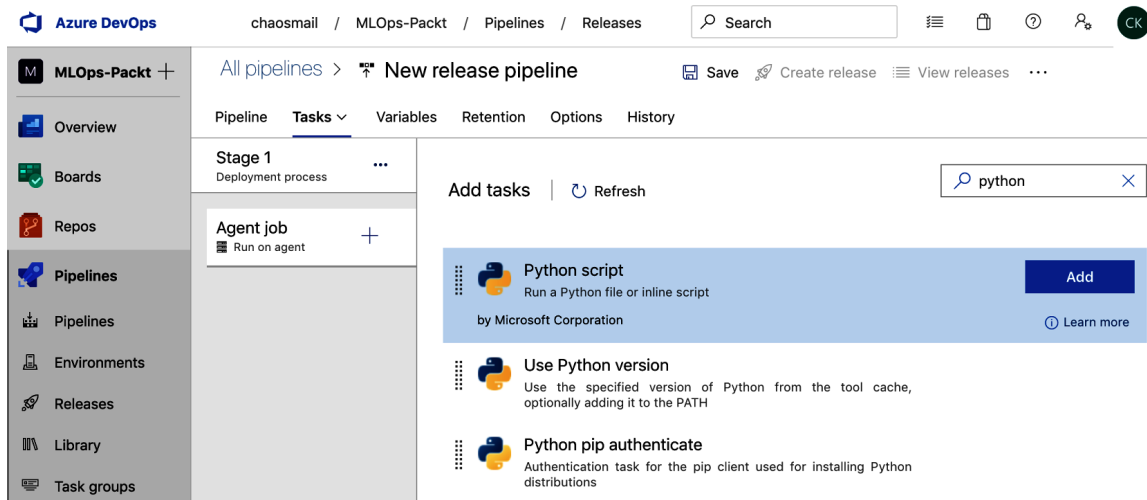 Azure DevOps
chaosmail / MLOps-Packt / Pipelines / Releases
Search
CK
M MLOps-Packt
All pipelines > New release pipeline
Save Create release View releases ...
Overview
Boards
Repos
Pipelines
Pipelines
Environments
Releases
Library
Task groups
Pipeline Tasks Variables Retention Options History
Stage 1 ...
Deployment process
Agent job
Run on agent
Add tasks | Refresh
python
Python script
Run a Python file or inline script
by Microsoft Corporation
Add
Learn more
Use Python version
Use the specified version of Python from the tool cache,
optionally adding it to the PATH
Python pip authenticate
Authentication task for the pip client used for installing Python
distributions